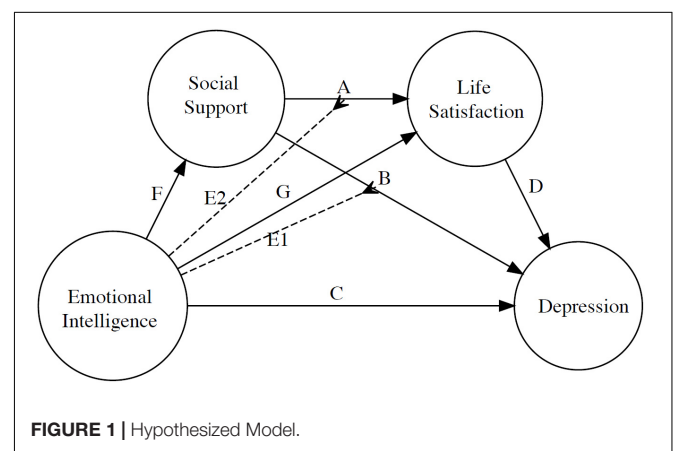 Social
Support
A
Life
Satisfaction
F
E2
G
B
D
E1
Emotional
Intelligence
C
Depression
FIGURE 1 | Hypothesized Model.